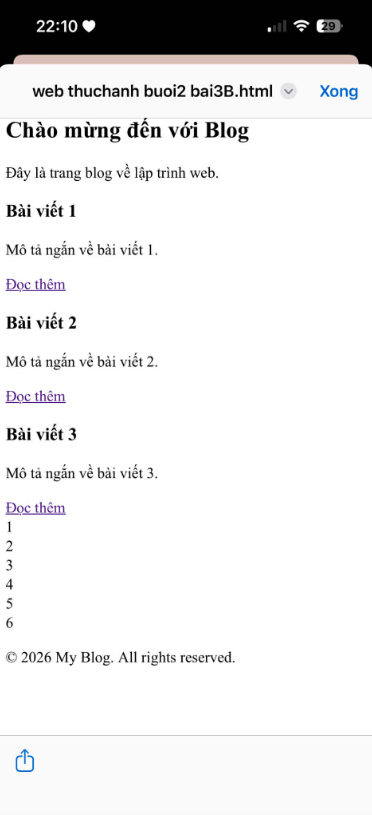 22:10
29
web thuchanh buoi2 bai3B.html
Xong
Chào mừng đến với Blog
Đây là trang blog về lập trình web.
Bài viết 1
Mô tả ngắn về bài viết 1.
Đọc thêm
Bài viết 2
Mô tả ngắn về bài viết 2.
Đọc thêm
Bài viết 3
Mô tả ngắn về bài viết 3.
Đọc thêm
1
2
3
4
5
6
© 2026 My Blog. All rights reserved.